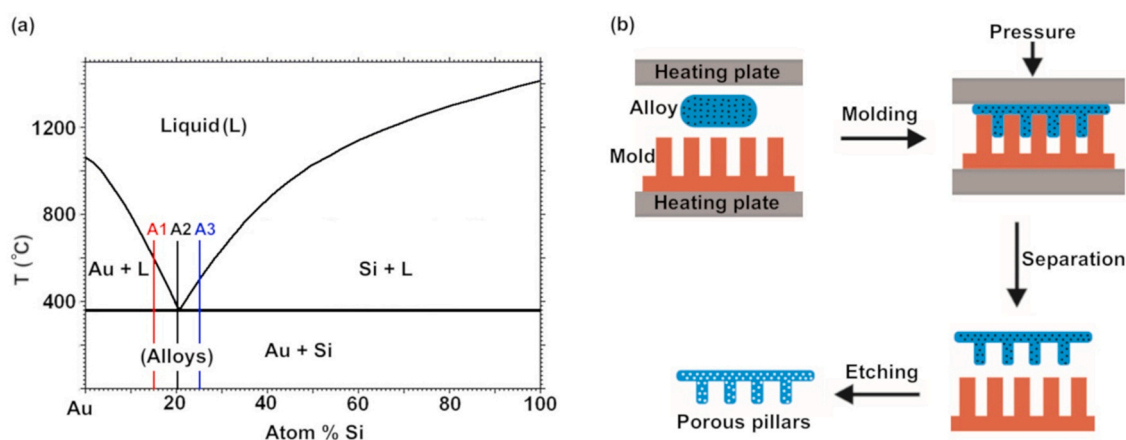 (a)
T (°C)
1200
800
400
Liquid (L)
A1 A2 A3
Au + L
Si + L
(Alloys)
Au + Si
Au 20 40 60 80 100
Atom % Si
(b)
Heating plate
Alloy
Mold
Heating plate
Molding
Pressure
Separation
Etching
Porous pillars